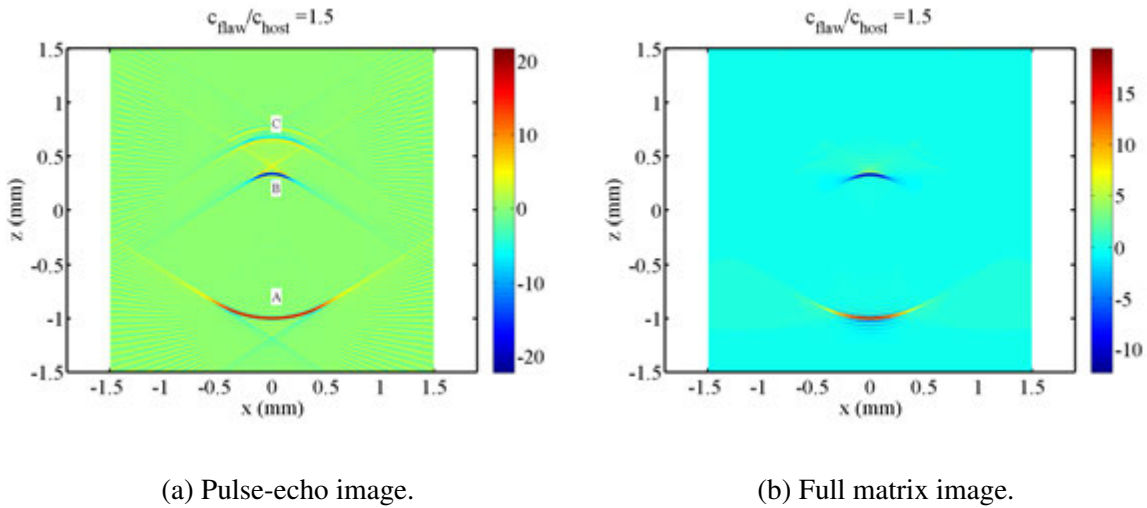 c_flaw/c_host =1.5
1.5
1
0.5
0
-0.5
-1
-1.5
z (mm)
-1.5 -1 -0.5 0 0.5 1 1.5
x (mm)
C
B
A
20
10
0
-10
-20
(a) Pulse-echo image.
c_flaw/c_host =1.5
1.5
1
0.5
0
-0.5
-1
-1.5
z (mm)
-1.5 -1 -0.5 0 0.5 1 1.5
x (mm)
15
10
5
0
-5
-10
(b) Full matrix image.